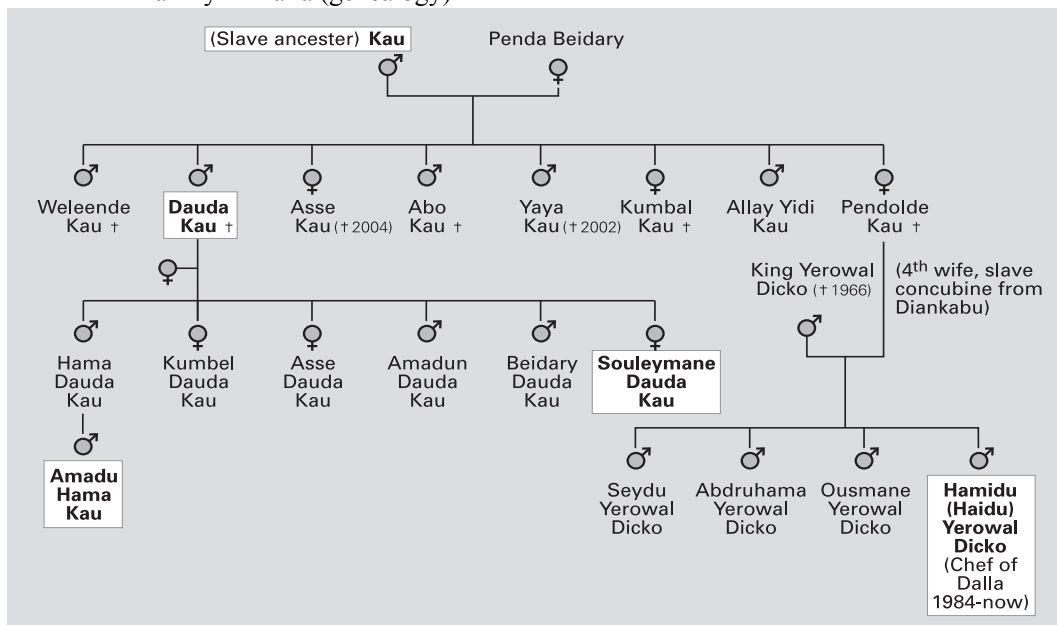 (genealogy)
(Slave ancester) Kau
Penda Beidary
Weleende
Kau †
Dauda
Kau †
Asse
Kau († 2004)
Abo
Kau †
Yaya
Kau († 2002)
Kumbal
Kau †
Allay Yidi
Kau
Pendolde
Kau †
King Yerowal
Dicko († 1966)
(4th wife, slave
concubine from
Diankabu)
Hama
Dauda
Kau
Kumbel
Dauda
Kau
Asse
Dauda
Kau
Amadun
Dauda
Kau
Beidary
Dauda
Kau
Souleymane
Dauda
Kau
Amadu
Hama
Kau
Seydu
Yerowal
Dicko
Abdruhama
Yerowal
Dicko
Ousmane
Yerowal
Dicko
Hamidu
(Haidu)
Yerowal
Dicko
(Chef of
Dalla
1984-now)